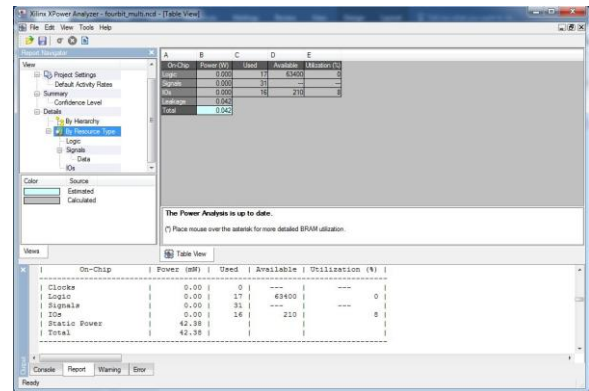 Xilinx XPower Analyzer - fourbit_multi.ncd - [Table View]
File Edit View Tools Help
Report Navigator
View
Project Settings
Default Activity Rates
Summary
Confidence Level
Details
By Hierarchy
By Resource Type
Logic
Signals
Data
IOs
Color Source
Estimated
Calculated
Views
A B C D E
On-Chip Power (W) Used Available Utilization (%)
Logic 0.000 17 63400 0
Signals 0.000 31 --- ---
IOs 0.000 16 210 8
Leakage 0.042
Total 0.042
The Power Analysis is up to date.
(*) Place mouse over the asterisk for more detailed BRAM utilization.
Table View
| On-Chip | Power (mW) | Used | Available | Utilization (%) |
| Clocks | 0.00 | 0 | --- | --- |
| Logic | 0.00 | 17 | 63400 | 0 |
| Signals | 0.00 | 31 | --- | --- |
| IOs | 0.00 | 16 | 210 | 8 |
| Static Power | 42.38 | | | |
| Total | 42.38 | | | |
Output
Console Report Warning Error
Ready